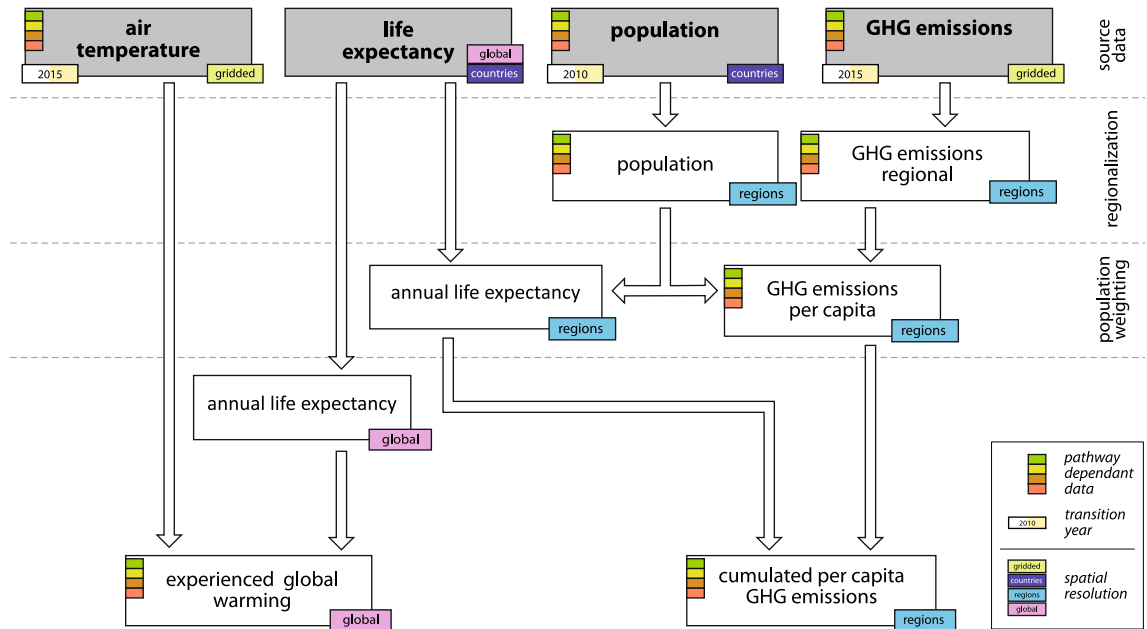 air
temperature
2015
gridded
life
expectancy
global
countries
population
2010
countries
GHG emissions
2015
gridded
source
data
population
regions
GHG emissions
regional
regions
regionalization
annual life expectancy
regions
GHG emissions
per capita
regions
population
weighting
annual life expectancy
global
experienced global
warming
global
cumulated per capita
GHG emissions
regions
pathway
dependant
data
2010
transition
year
gridded
countries
regions
global
spatial
resolution